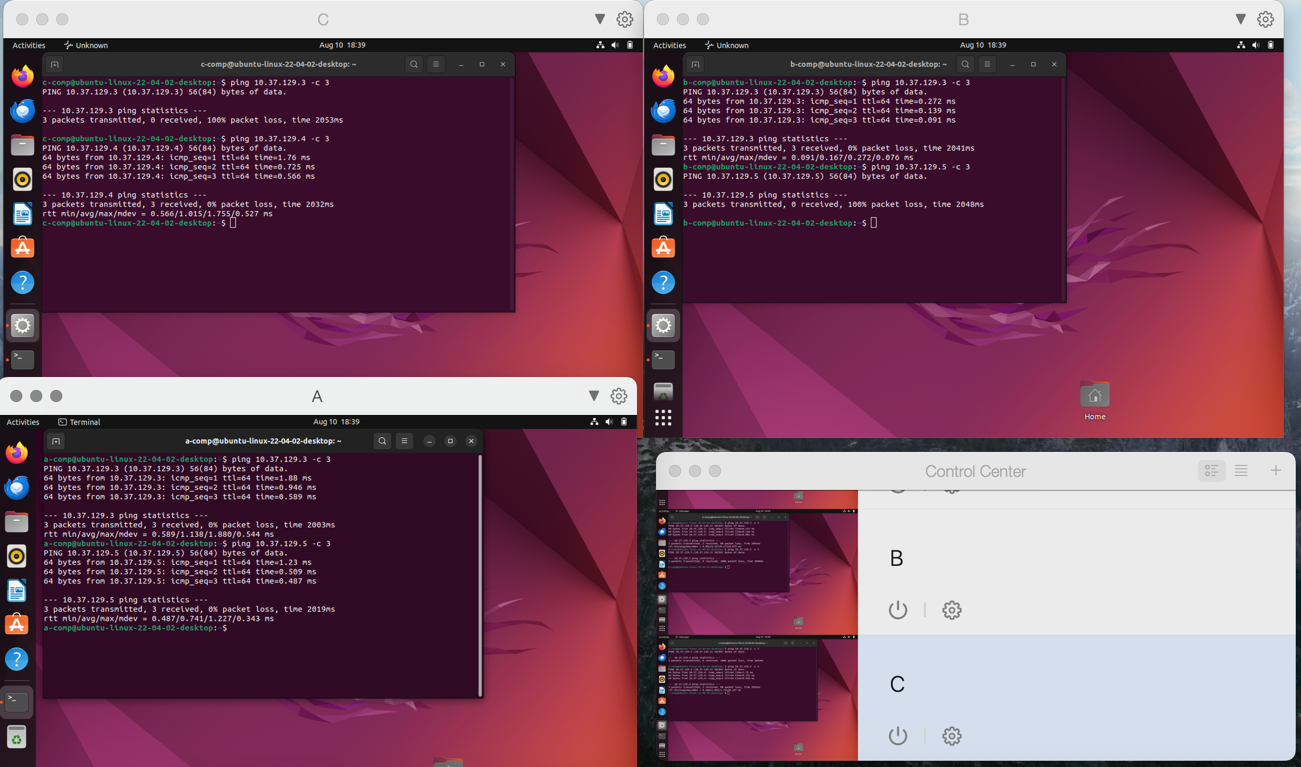 C
Activities
Unknown
Aug 10 18:39
c-comp@ubuntu-linux-22-04-02-desktop: ~
c-comp@ubuntu-linux-22-04-02-desktop:~$ ping 10.37.129.3 -c 3
PING 10.37.129.3 (10.37.129.3) 56(84) bytes of data.
--- 10.37.129.3 ping statistics ---
3 packets transmitted, 0 received, 100% packet loss, time 2053ms
c-comp@ubuntu-linux-22-04-02-desktop:~$ ping 10.37.129.4 -c 3
PING 10.37.129.4 (10.37.129.4) 56(84) bytes of data.
64 bytes from 10.37.129.4: icmp_seq=1 ttl=64 time=1.76 ms
64 bytes from 10.37.129.4: icmp_seq=2 ttl=64 time=0.725 ms
64 bytes from 10.37.129.4: icmp_seq=3 ttl=64 time=0.566 ms
--- 10.37.129.4 ping statistics ---
3 packets transmitted, 3 received, 0% packet loss, time 2032ms
rtt min/avg/max/mdev = 0.566/1.015/1.755/0.527 ms
c-comp@ubuntu-linux-22-04-02-desktop:~$
B
Activities
Unknown
Aug 10 18:39
b-comp@ubuntu-linux-22-04-02-desktop: ~
b-comp@ubuntu-linux-22-04-02-desktop:~$ ping 10.37.129.3 -c 3
PING 10.37.129.3 (10.37.129.3) 56(84) bytes of data.
64 bytes from 10.37.129.3: icmp_seq=1 ttl=64 time=0.272 ms
64 bytes from 10.37.129.3: icmp_seq=2 ttl=64 time=0.139 ms
64 bytes from 10.37.129.3: icmp_seq=3 ttl=64 time=0.091 ms
--- 10.37.129.3 ping statistics ---
3 packets transmitted, 3 received, 0% packet loss, time 2041ms
rtt min/avg/max/mdev = 0.091/0.167/0.272/0.076 ms
b-comp@ubuntu-linux-22-04-02-desktop:~$ ping 10.37.129.5 -c 3
PING 10.37.129.5 (10.37.129.5) 56(84) bytes of data.
--- 10.37.129.5 ping statistics ---
3 packets transmitted, 0 received, 100% packet loss, time 2048ms
b-comp@ubuntu-linux-22-04-02-desktop:~$
Home
A
Activities
Terminal
Aug 10 18:39
a-comp@ubuntu-linux-22-04-02-desktop: ~
a-comp@ubuntu-linux-22-04-02-desktop:~$ ping 10.37.129.3 -c 3
PING 10.37.129.3 (10.37.129.3) 56(84) bytes of data.
64 bytes from 10.37.129.3: icmp_seq=1 ttl=64 time=1.88 ms
64 bytes from 10.37.129.3: icmp_seq=2 ttl=64 time=0.946 ms
64 bytes from 10.37.129.3: icmp_seq=3 ttl=64 time=0.589 ms
--- 10.37.129.3 ping statistics ---
3 packets transmitted, 3 received, 0% packet loss, time 2003ms
rtt min/avg/max/mdev = 0.589/1.138/1.880/0.544 ms
a-comp@ubuntu-linux-22-04-02-desktop:~$ ping 10.37.129.5 -c 3
PING 10.37.129.5 (10.37.129.5) 56(84) bytes of data.
64 bytes from 10.37.129.5: icmp_seq=1 ttl=64 time=1.23 ms
64 bytes from 10.37.129.5: icmp_seq=2 ttl=64 time=0.509 ms
64 bytes from 10.37.129.5: icmp_seq=3 ttl=64 time=0.487 ms
--- 10.37.129.5 ping statistics ---
3 packets transmitted, 3 received, 0% packet loss, time 2019ms
rtt min/avg/max/mdev = 0.487/0.741/1.227/0.343 ms
a-comp@ubuntu-linux-22-04-02-desktop:~$
Control Center
B
C